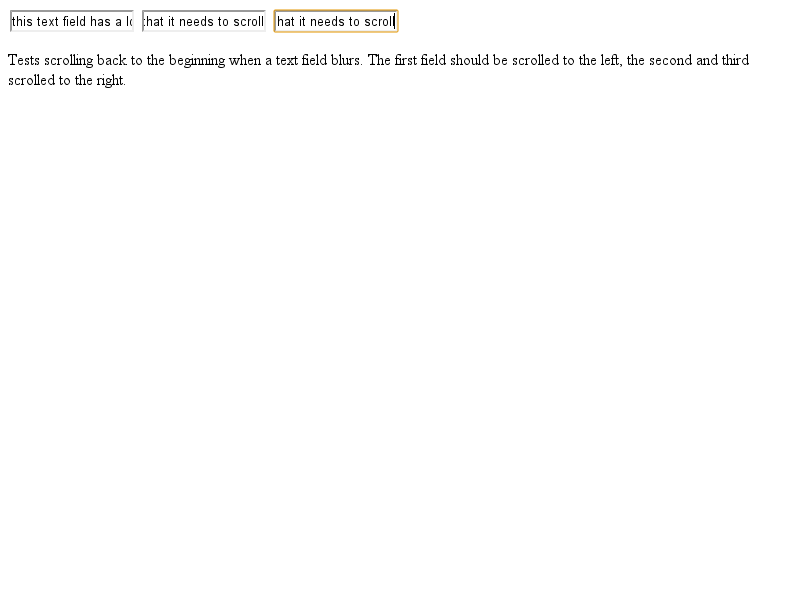 this text field has a hat it needs to scroll hat it needs to scroll
Tests scrolling back to the beginning when a text field blurs. The first field should be scrolled to the left, the second and third
scrolled to the right.